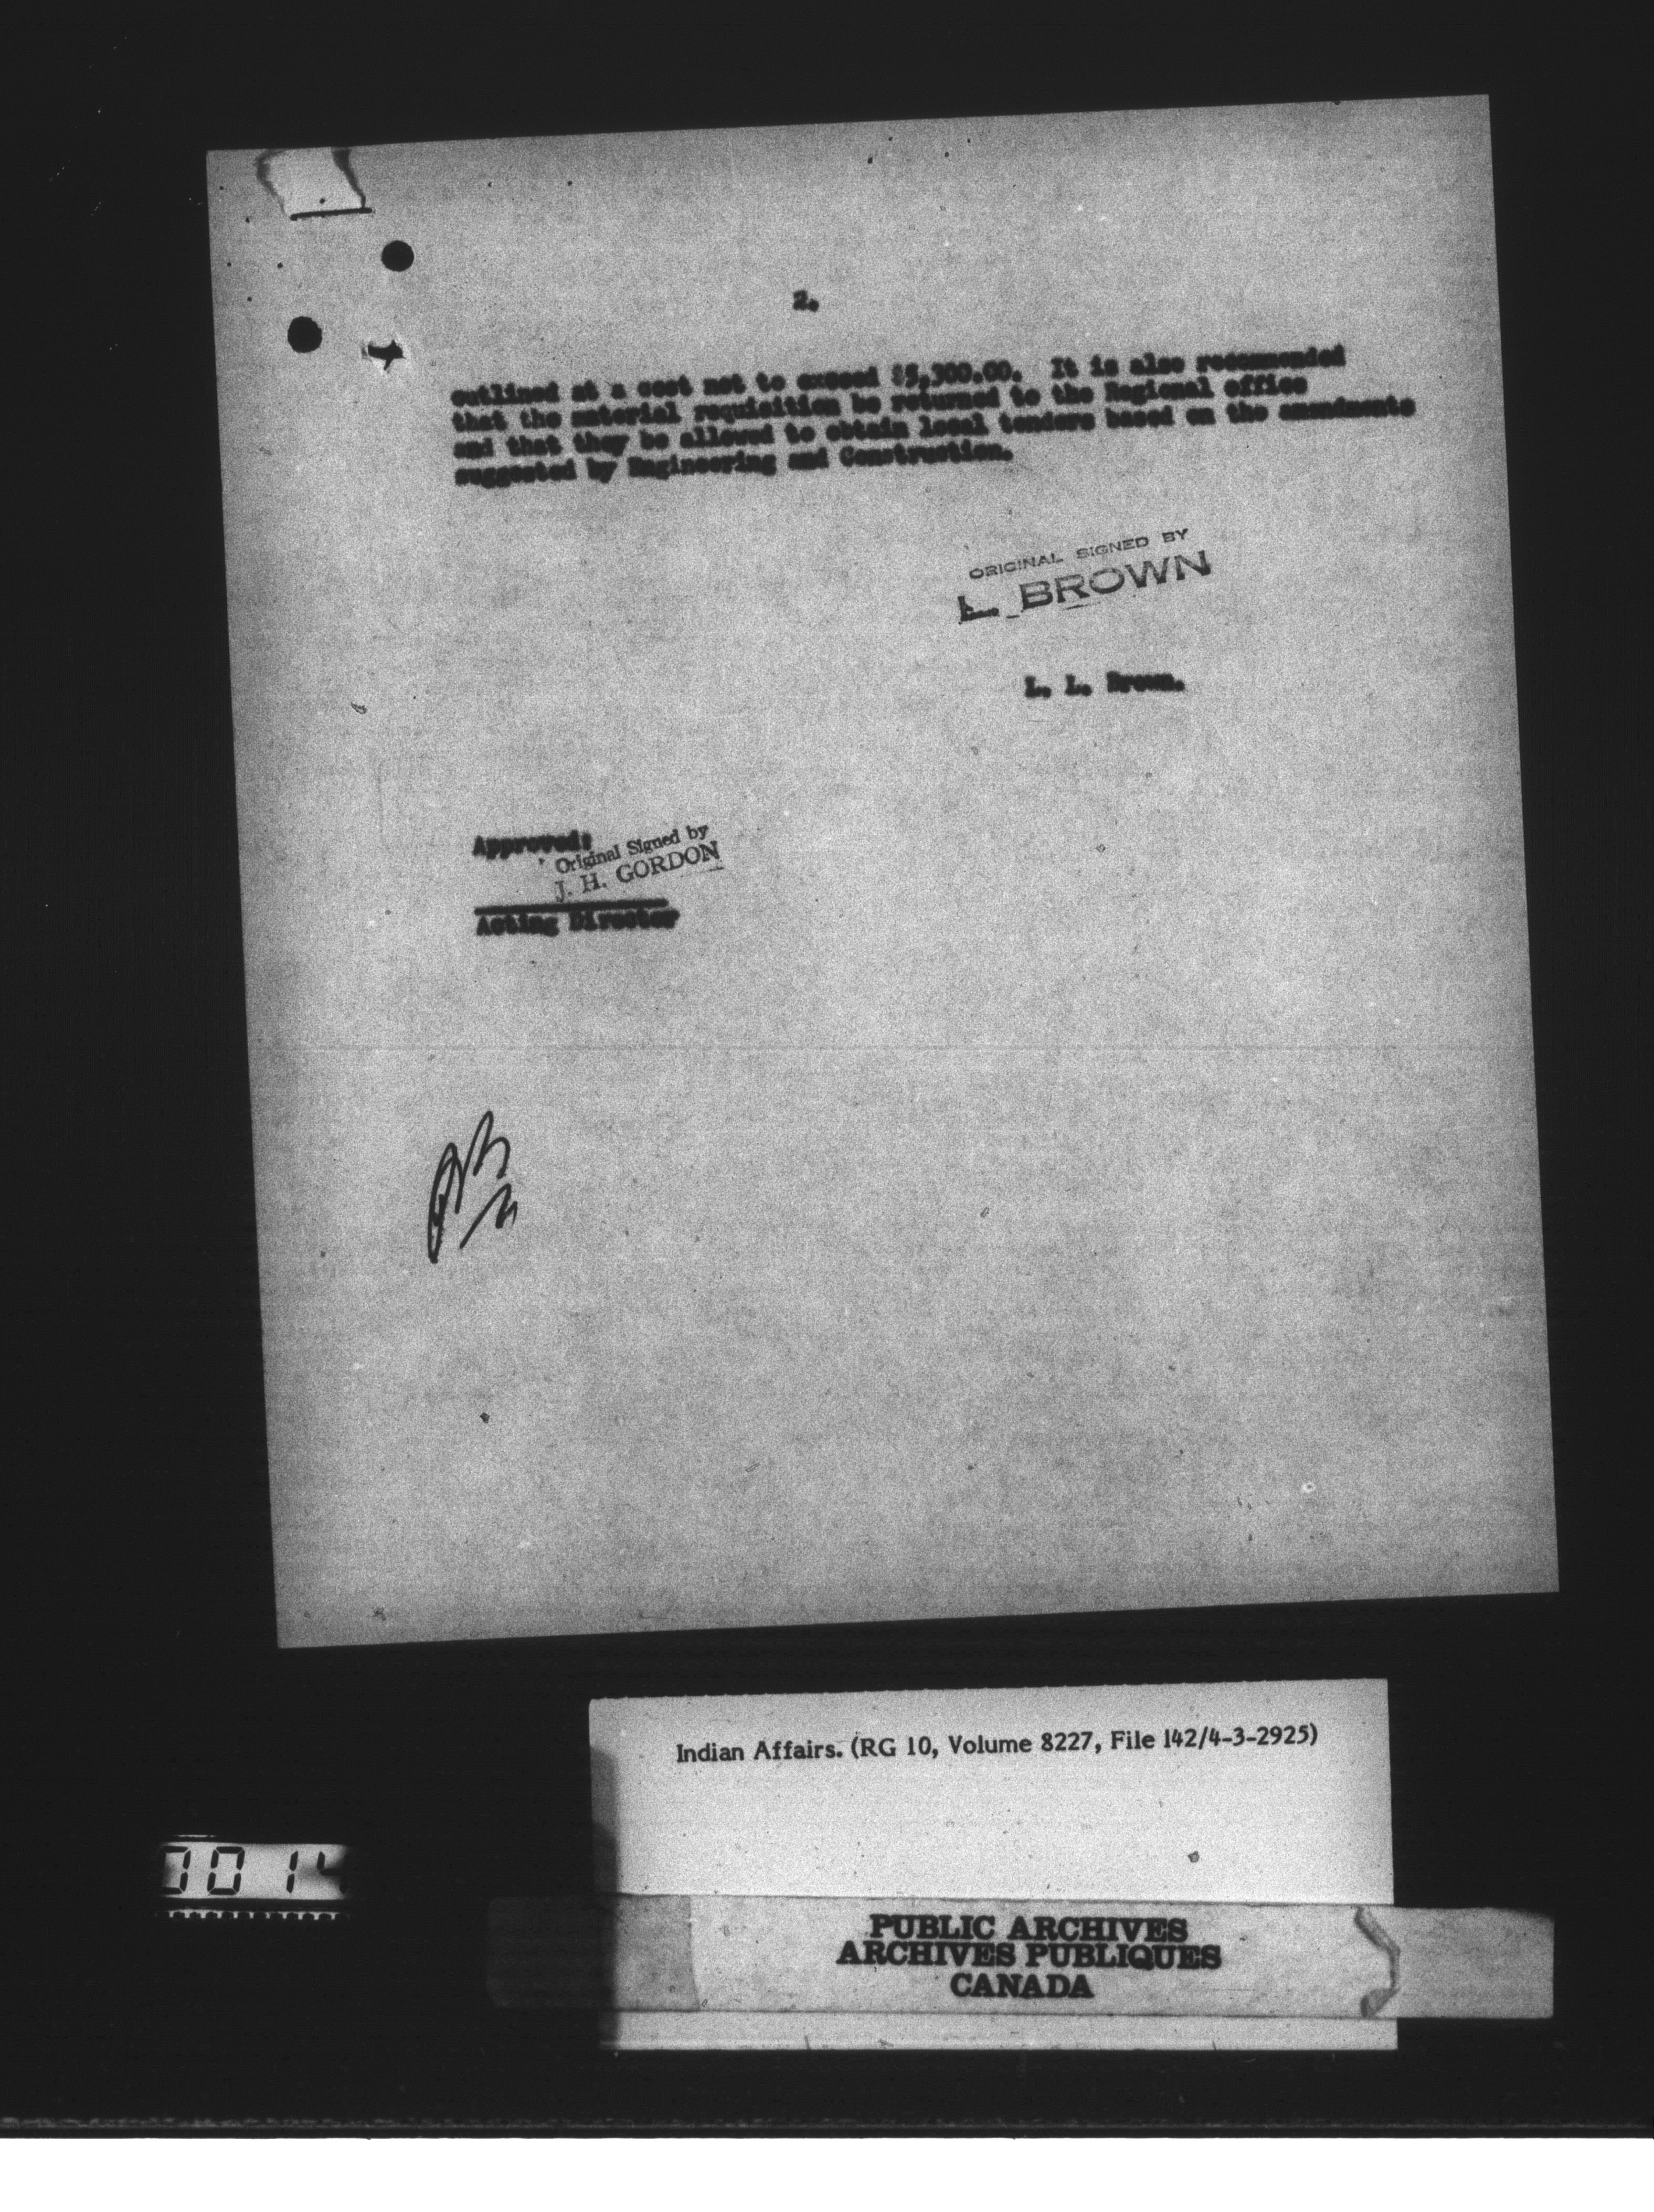 2.
outlined at a cost not to exceed $5,300.00. It is also recommended
that the material requisition be returned to the Regional office
and that they be allowed to obtain local tenders based on the amendments
suggested by Engineering and Construction.
ORIGINAL SIGNED BY
L. BROWN
L. L. Brown.
Approved:
Original Signed by
J. H. GORDON
Acting Director
Indian Affairs. (RG 10, Volume 8227, File 142/4-3-2925)
0014
PUBLIC ARCHIVES
ARCHIVES PUBLIQUES
CANADA